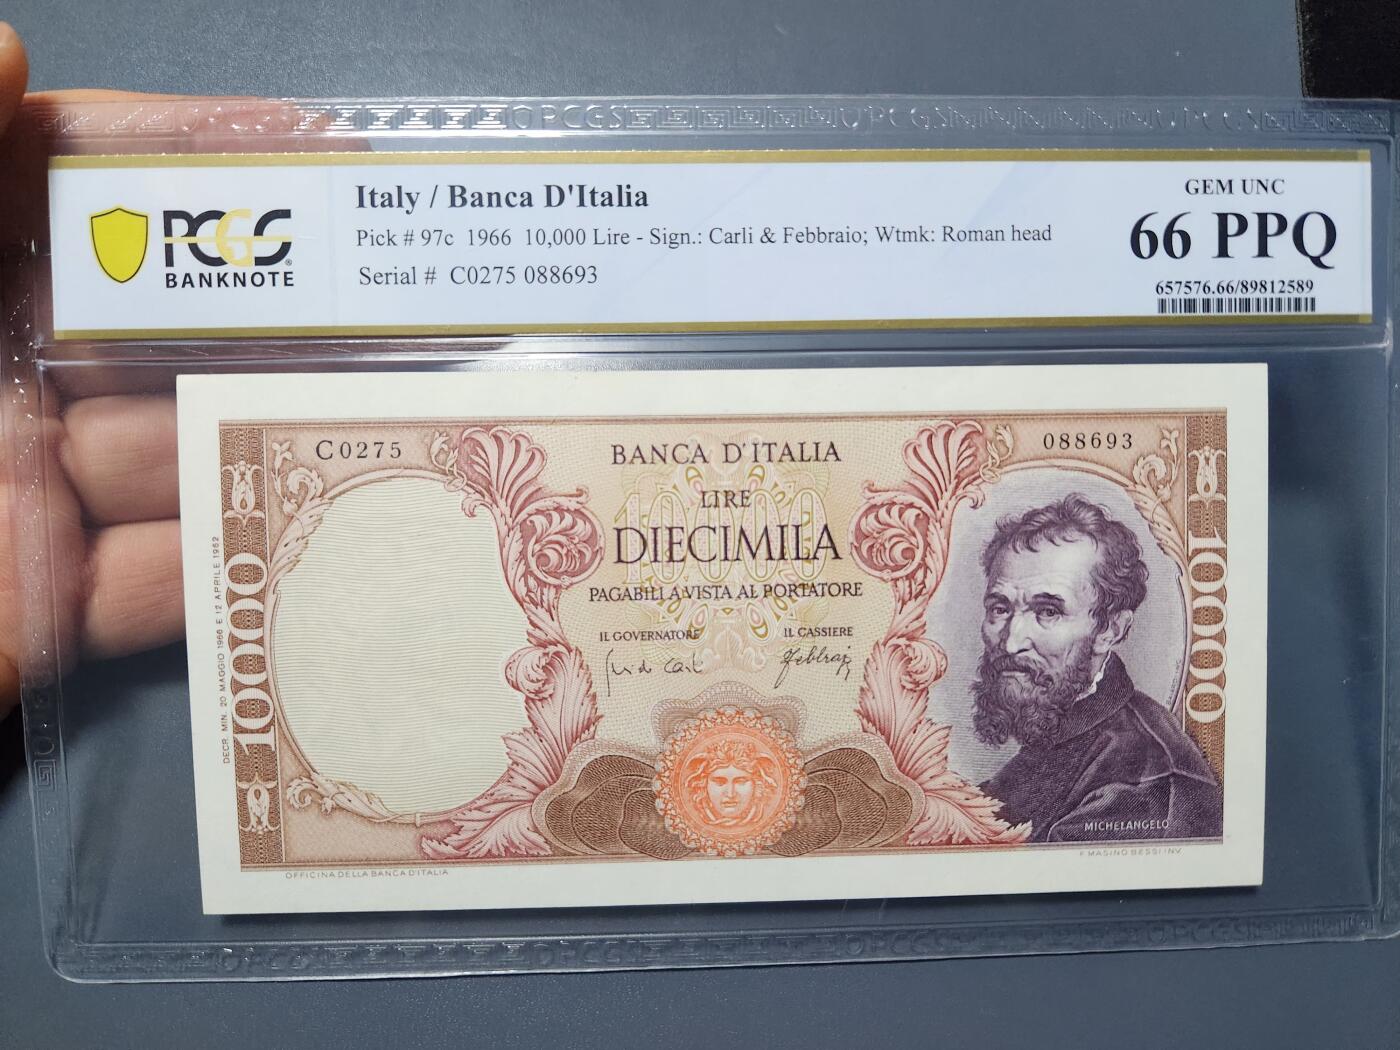 PCGS
BANKNOTE
Italy / Banca D'Italia
Pick # 97c 1966 10,000 Lire - Sign.: Carli & Febbraio; Wtmk: Roman head
Serial # C0275 088693
GEM UNC
66 PPQ
657576.66/89812589
C0275
088693
BANCA D'ITALIA
LIRE
DIECIMILA
PAGABILI A VISTA AL PORTATORE
IL GOVERNATORE
IL CASSIERE
10000
10000
10000
DECR. MIN. 20 MAGGIO 1966 E 12 APRILE 1962
MICHELANGELO
OFFICINA DELLA BANCA D'ITALIA
F. MASINO BESSI INV.